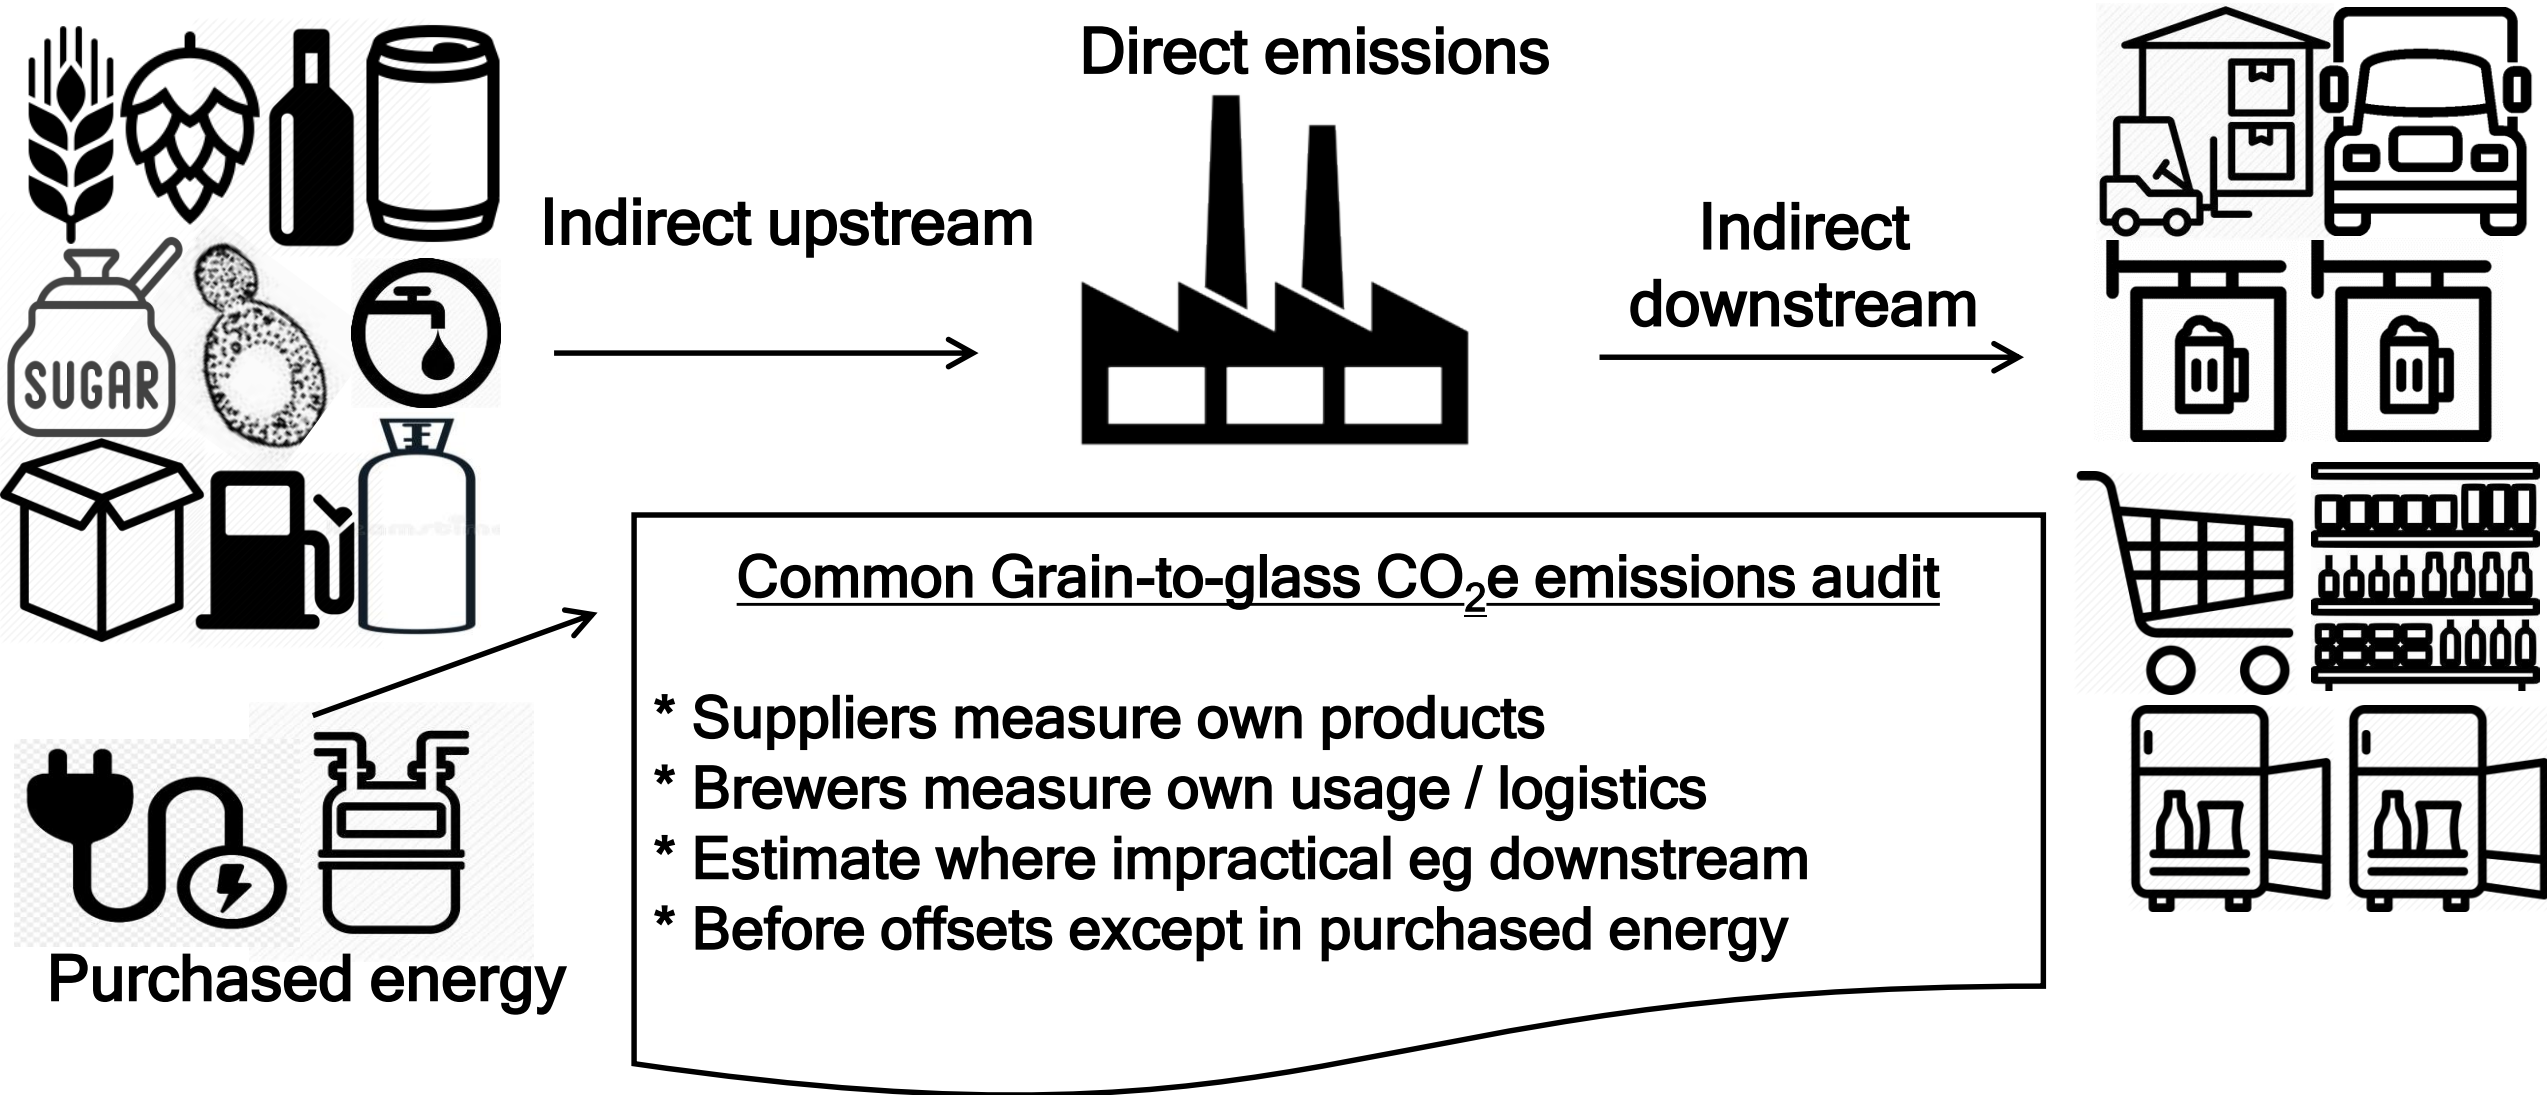 Direct emissions
Indirect upstream
Indirect
downstream
SUGAR
Common Grain-to-glass CO₂e emissions audit
* Suppliers measure own products
* Brewers measure own usage / logistics
* Estimate where impractical eg downstream
* Before offsets except in purchased energy
Purchased energy